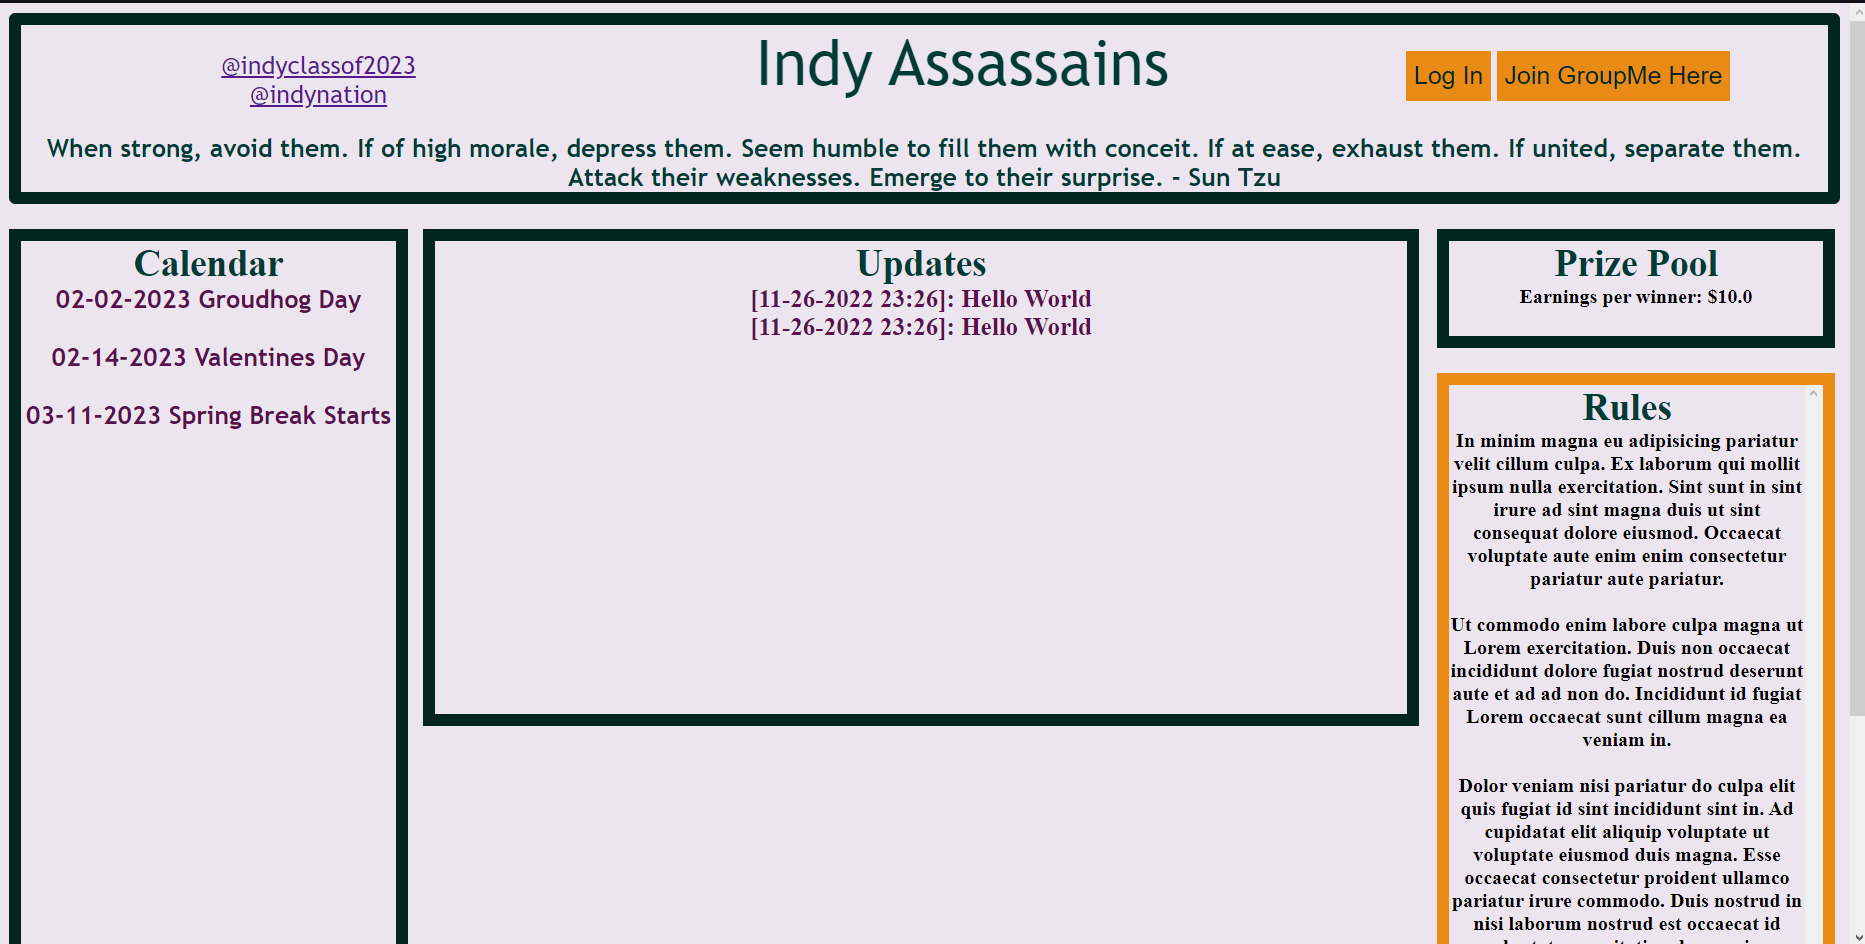 @indyclassof2023
@indynation
Indy Assassains
Log In
Join GroupMe Here
When strong, avoid them. If of high morale, depress them. Seem humble to fill them with conceit. If at ease, exhaust them. If united, separate them.
Attack their weaknesses. Emerge to their surprise. - Sun Tzu
Calendar
02-02-2023 Groudhog Day
02-14-2023 Valentines Day
03-11-2023 Spring Break Starts
Updates
[11-26-2022 23:26]: Hello World
[11-26-2022 23:26]: Hello World
Prize Pool
Earnings per winner: $10.0
Rules
In minim magna eu adipisicing pariatur
velit cillum culpa. Ex laborum qui mollit
ipsum nulla exercitation. Sint sunt in sint
irure ad sint magna duis ut sint
consequat dolore eiusmod. Occaecat
voluptate aute enim enim consectetur
pariatur aute pariatur.
Ut commodo enim labore culpa magna ut
Lorem exercitation. Duis non occaecat
incididunt dolore fugiat nostrud deserunt
aute et ad ad non do. Incididunt id fugiat
Lorem occaecat sunt cillum magna ea
veniam in.
Dolor veniam nisi pariatur do culpa elit
quis fugiat id sint incididunt sint in. Ad
cupidatat elit aliquip voluptate ut
voluptate eiusmod duis magna. Esse
occaecat consectetur proident ullamco
pariatur irure commodo. Duis nostrud in
nisi laborum nostrud est occaecat id